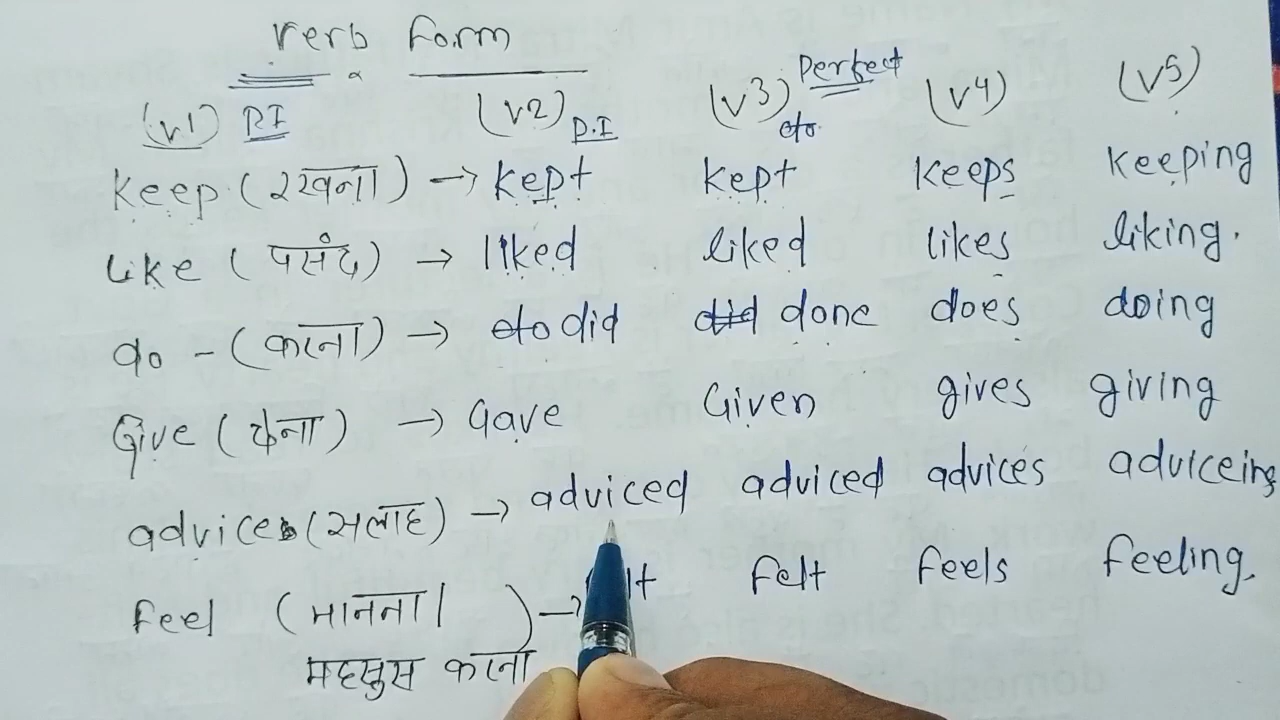 verb form
(v1) P.I (v2) P.I (v3) Perfect (v4) (v5)
keep (रखना) → kept kept keeps keeping
like (पसंद) → liked liked likes liking.
do - (करना) → did done does doing
Give (देना) → Gave Given gives giving
advice (सलाह) → adviced adviced advices adviceing
feel (मानना। ) → felt feels feeling.
महसुस करना